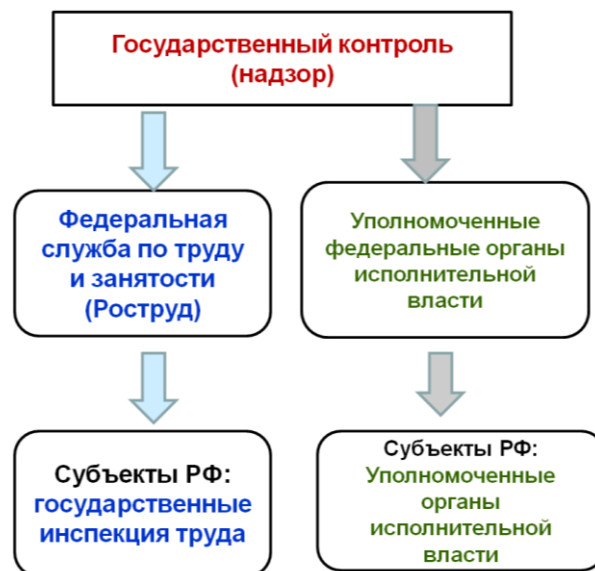 Государственный контроль
(надзор)
Федеральная
служба по труду
и занятости
(Роструд)
Уполномоченные
федеральные органы
исполнительной
власти
Субъекты РФ:
государственные
инспекция труда
Субъекты РФ:
Уполномоченные
органы
исполнительной
власти